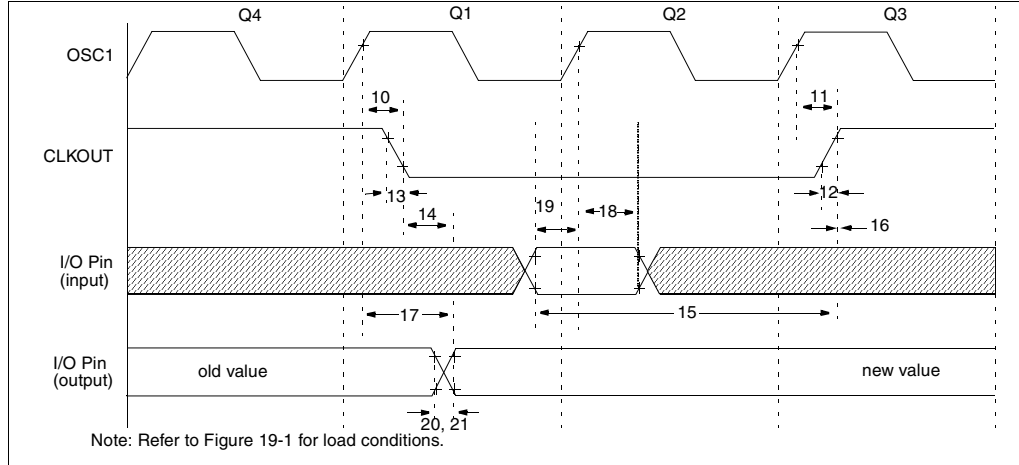 Q4 Q1 Q2 Q3
OSC1
10 11
CLKOUT
13 12
14 19 18 16
I/O Pin
(input)
17 15
I/O Pin
(output)
old value new value
20, 21
Note: Refer to Figure 19-1 for load conditions.